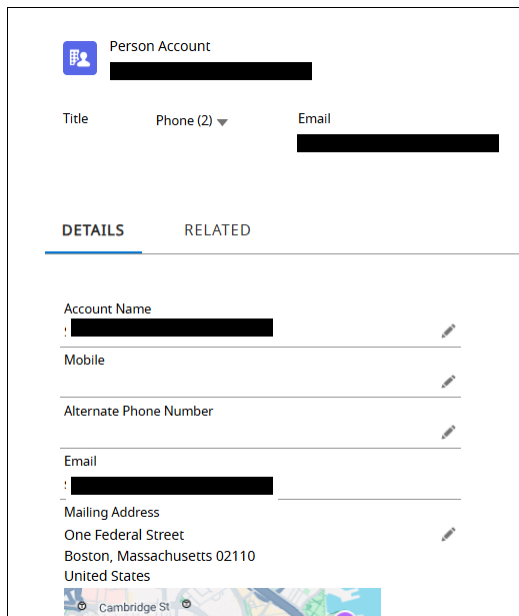 Person Account
Title
Phone (2)
Email
DETAILS
RELATED
Account Name
Mobile
Alternate Phone Number
Email
Mailing Address
One Federal Street
Boston, Massachusetts 02110
United States
Cambridge St